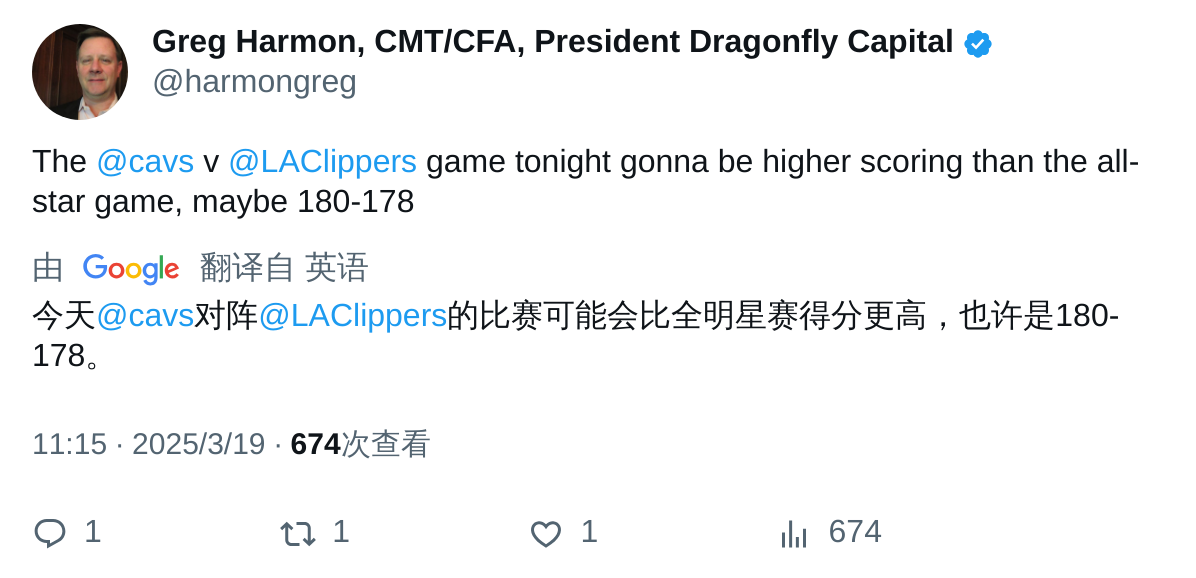 Greg Harmon, CMT/CFA, President Dragonfly Capital
@harmongreg
The @cavs v @LAClippers game tonight gonna be higher scoring than the all-
star game, maybe 180-178
由 Google 翻译自 英语
今天@cavs对阵@LAClippers的比赛可能会比全明星赛得分更高，也许是180-
178。
11:15 · 2025/3/19 · 674次查看
1 1 1 674